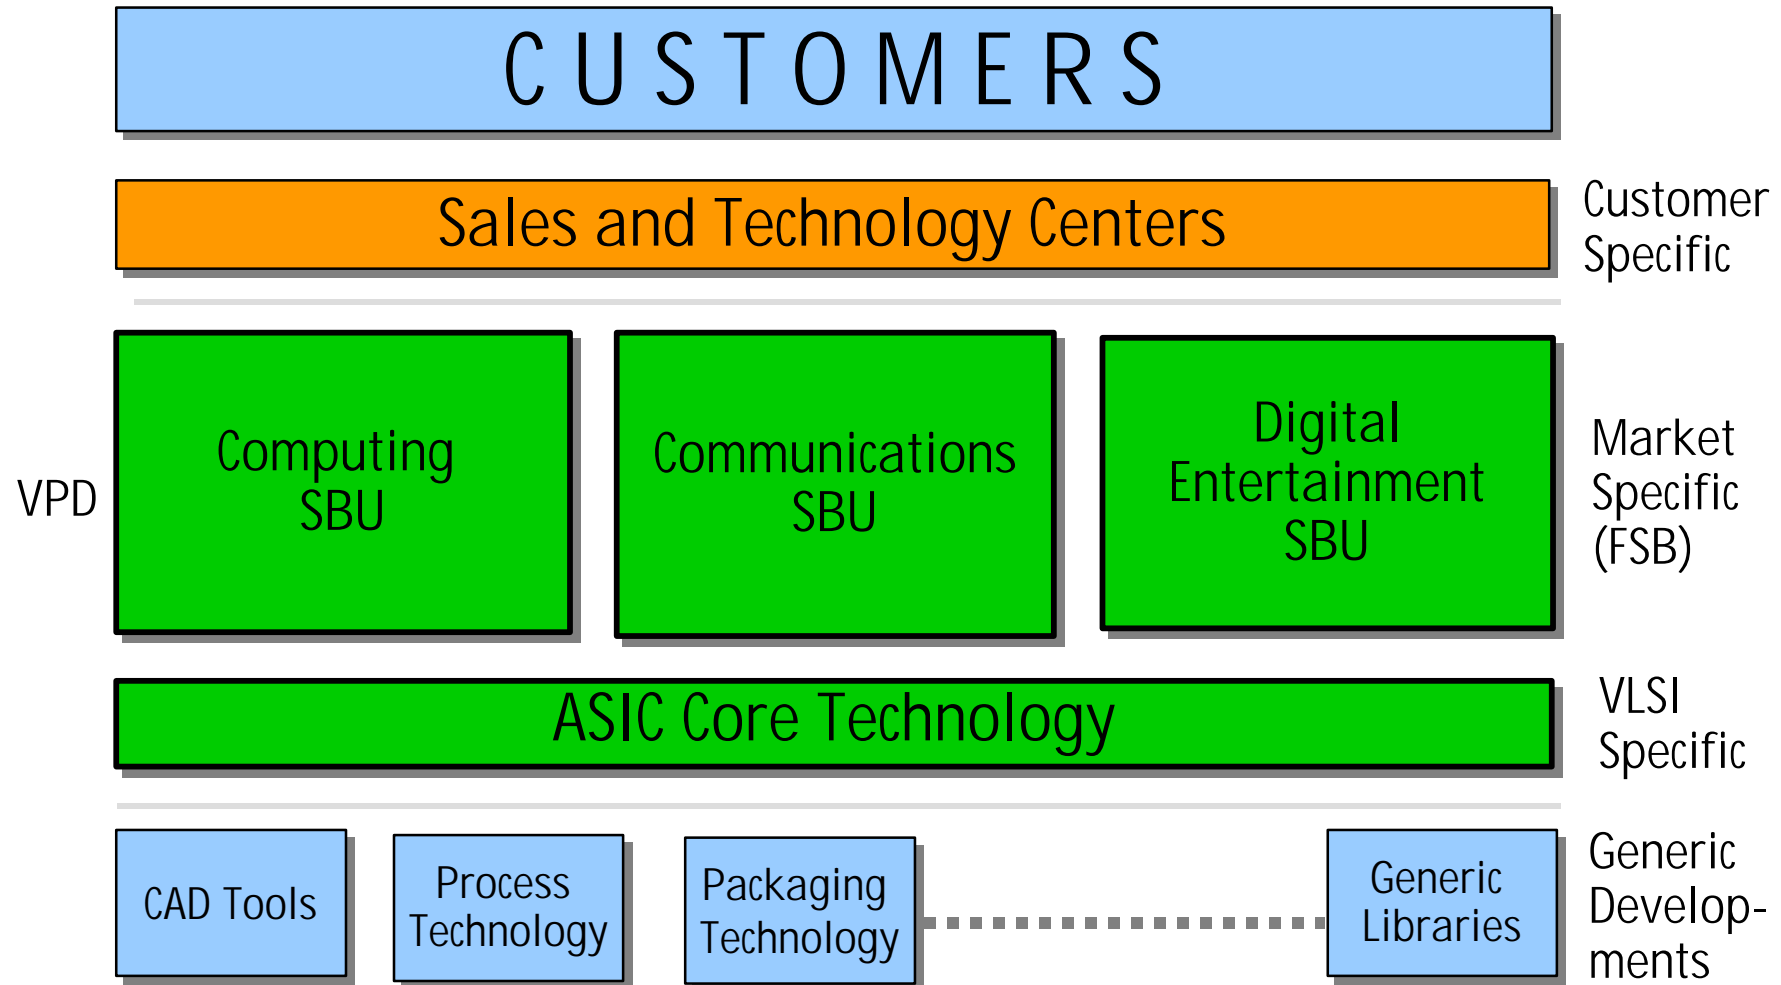 CUSTOMERS
Sales and Technology Centers
Customer
Specific
VPD
Computing
SBU
Communications
SBU
Digital
Entertainment
SBU
Market
Specific
(FSB)
ASIC Core Technology
VLSI
Specific
CAD Tools
Process
Technology
Packaging
Technology
Generic
Libraries
Generic
Develop-
ments